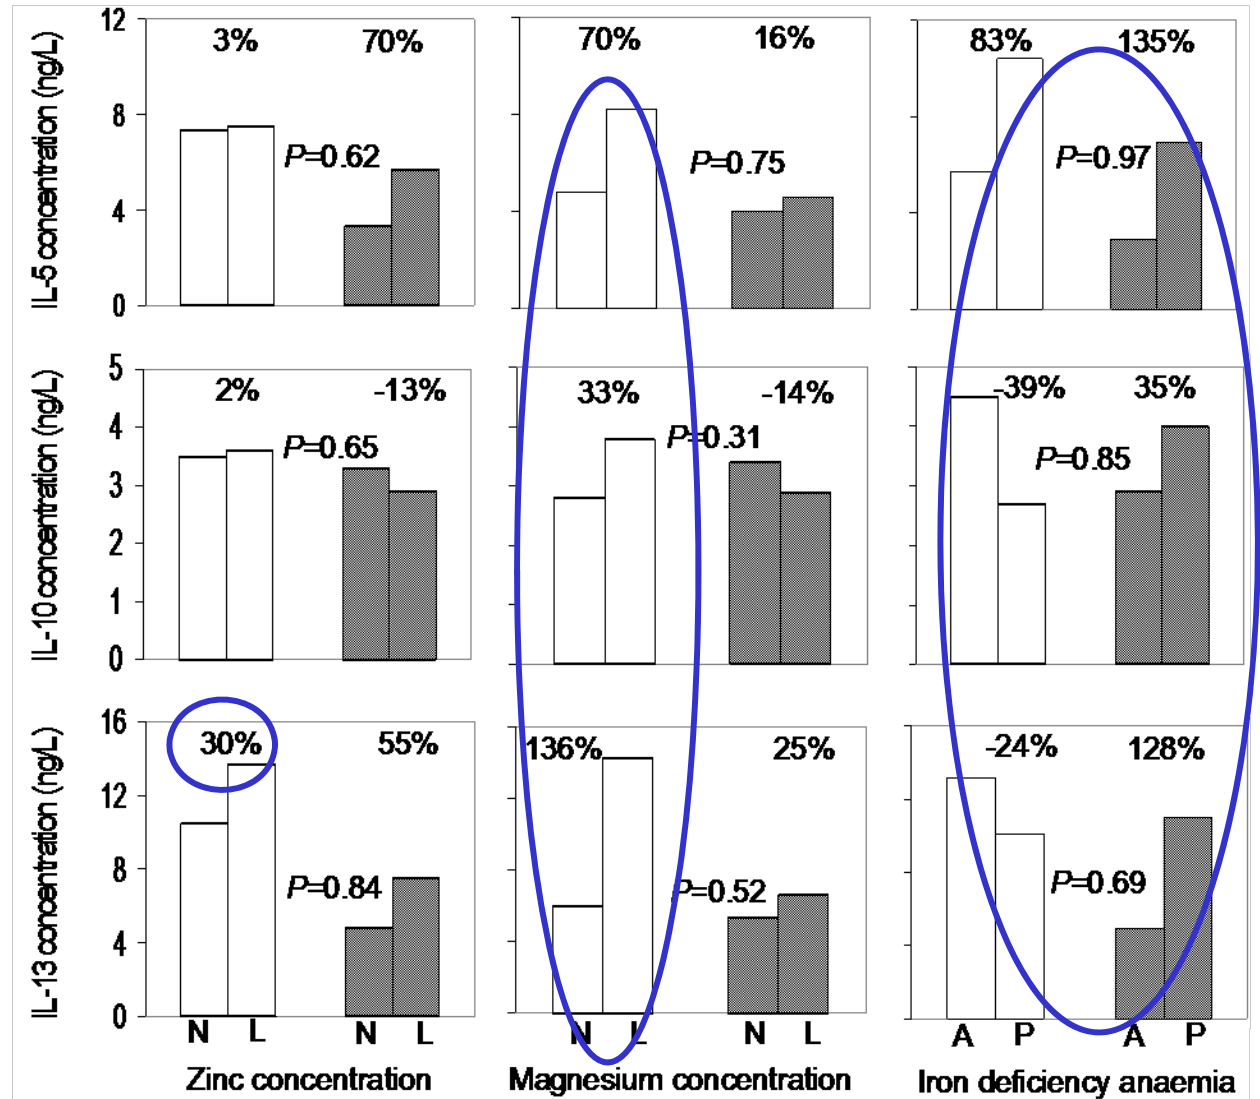 12
3% 70% 70% 16% 83% 135%
8
P=0.62 P=0.75 P=0.97
4
0
IL-5 concentration (ng/L)
5
2% -13% 33% -14% -39% 35%
4
P=0.65 P=0.31 P=0.85
3
2
1
0
IL-10 concentration (ng/L)
16
30% 55% 136% 25% -24% 128%
12
8
P=0.84 P=0.52 P=0.69
4
0
IL-13 concentration (ng/L)
N L N L N L N L A P A P
Zinc concentration Magnesium concentration Iron deficiency anaemia